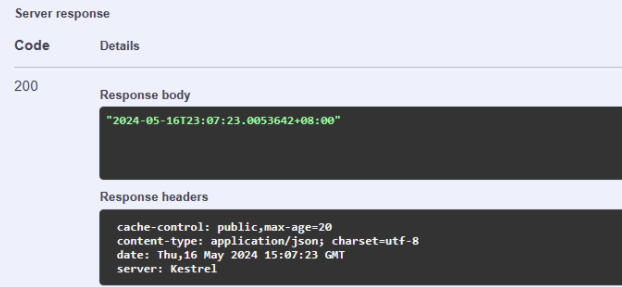 Server response
Code Details
200
Response body
"2024-05-16T23:07:23.0053642+08:00"
Response headers
cache-control: public,max-age=20
content-type: application/json; charset=utf-8
date: Thu,16 May 2024 15:07:23 GMT
server: Kestrel